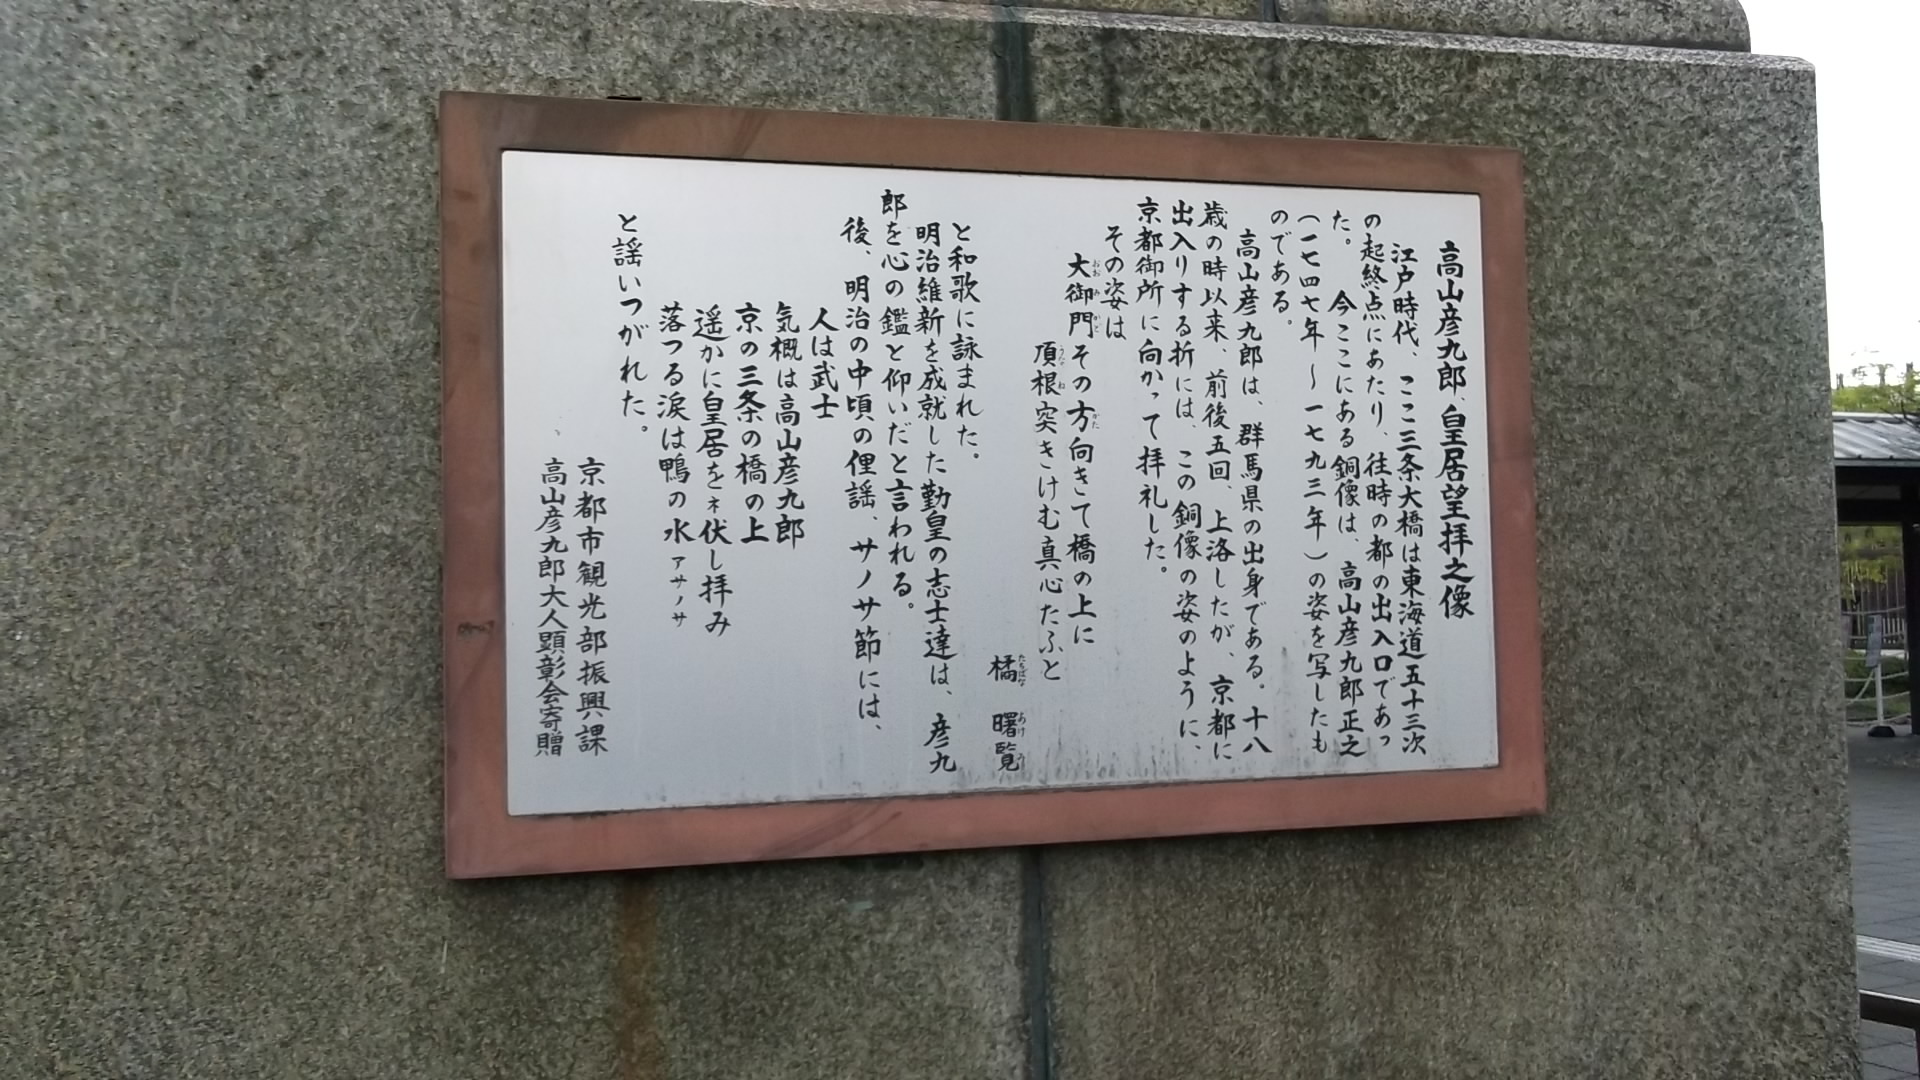 高山彦九郎、皇居望拝之像
江戸時代、ここ三条大橋は東海道五十三次
の起終点にあたり、往時の都の出入口であっ
た。　今ここにある銅像は、高山彦九郎正之
(一七四七年～一七九三年)の姿を写したも
のである。
高山彦九郎は、群馬県の出身である。十八
歳の時以来、前後五回、上洛したが、京都に
出入りする折には、この銅像の姿のように、
京都御所に向かって拝礼した。
その姿は
大御門その方向きて橋の上に
頂根突きけむ真心たふと
橘　曙覧
と和歌に詠まれた。
明治維新を成就した勤皇の志士達は、彦九
郎を心の鑑と仰いだと言われる。
後、明治の中頃の俚謡、サノサ節には、
人は武士
気概は高山彦九郎
京の三条の橋の上
遥かに皇居をネ伏し拝み
落つる涙は鴨の水アサノサ
と謡いつがれた。
京都市観光部振興課
高山彦九郎大人顕彰会寄贈